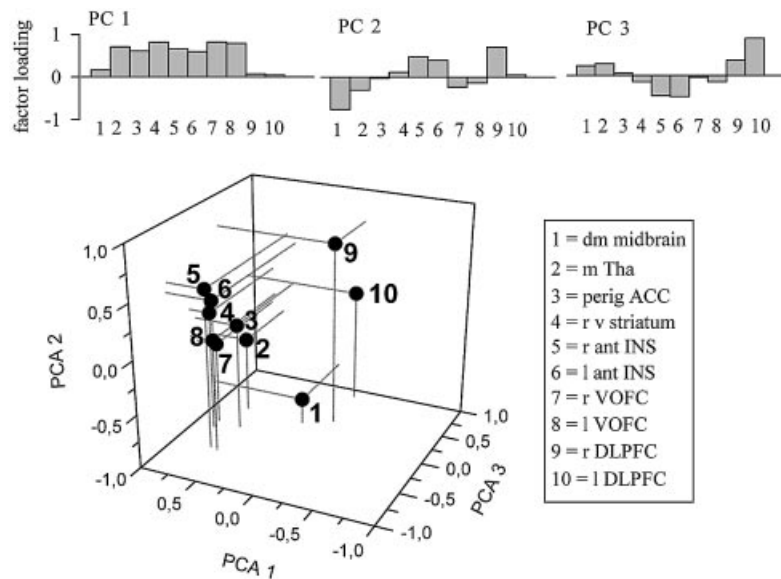 PC 1
PC 2
PC 3
factor loading
1
0
-1
1 2 3 4 5 6 7 8 9 10
1 2 3 4 5 6 7 8 9 10
1 2 3 4 5 6 7 8 9 10
PCA 2
1,0
0,5
0,0
-0,5
-1,0
5
6
4
3
8
7
2
9
10
1
0,5
0,0
-0,5
-1,0
PCA 1
1,0
0,5
0,0
-0,5
-1,0
PCA 3
1 = dm midbrain
2 = m Tha
3 = perig ACC
4 = r v striatum
5 = r ant INS
6 = l ant INS
7 = r VOFC
8 = l VOFC
9 = r DLPFC
10 = l DLPFC